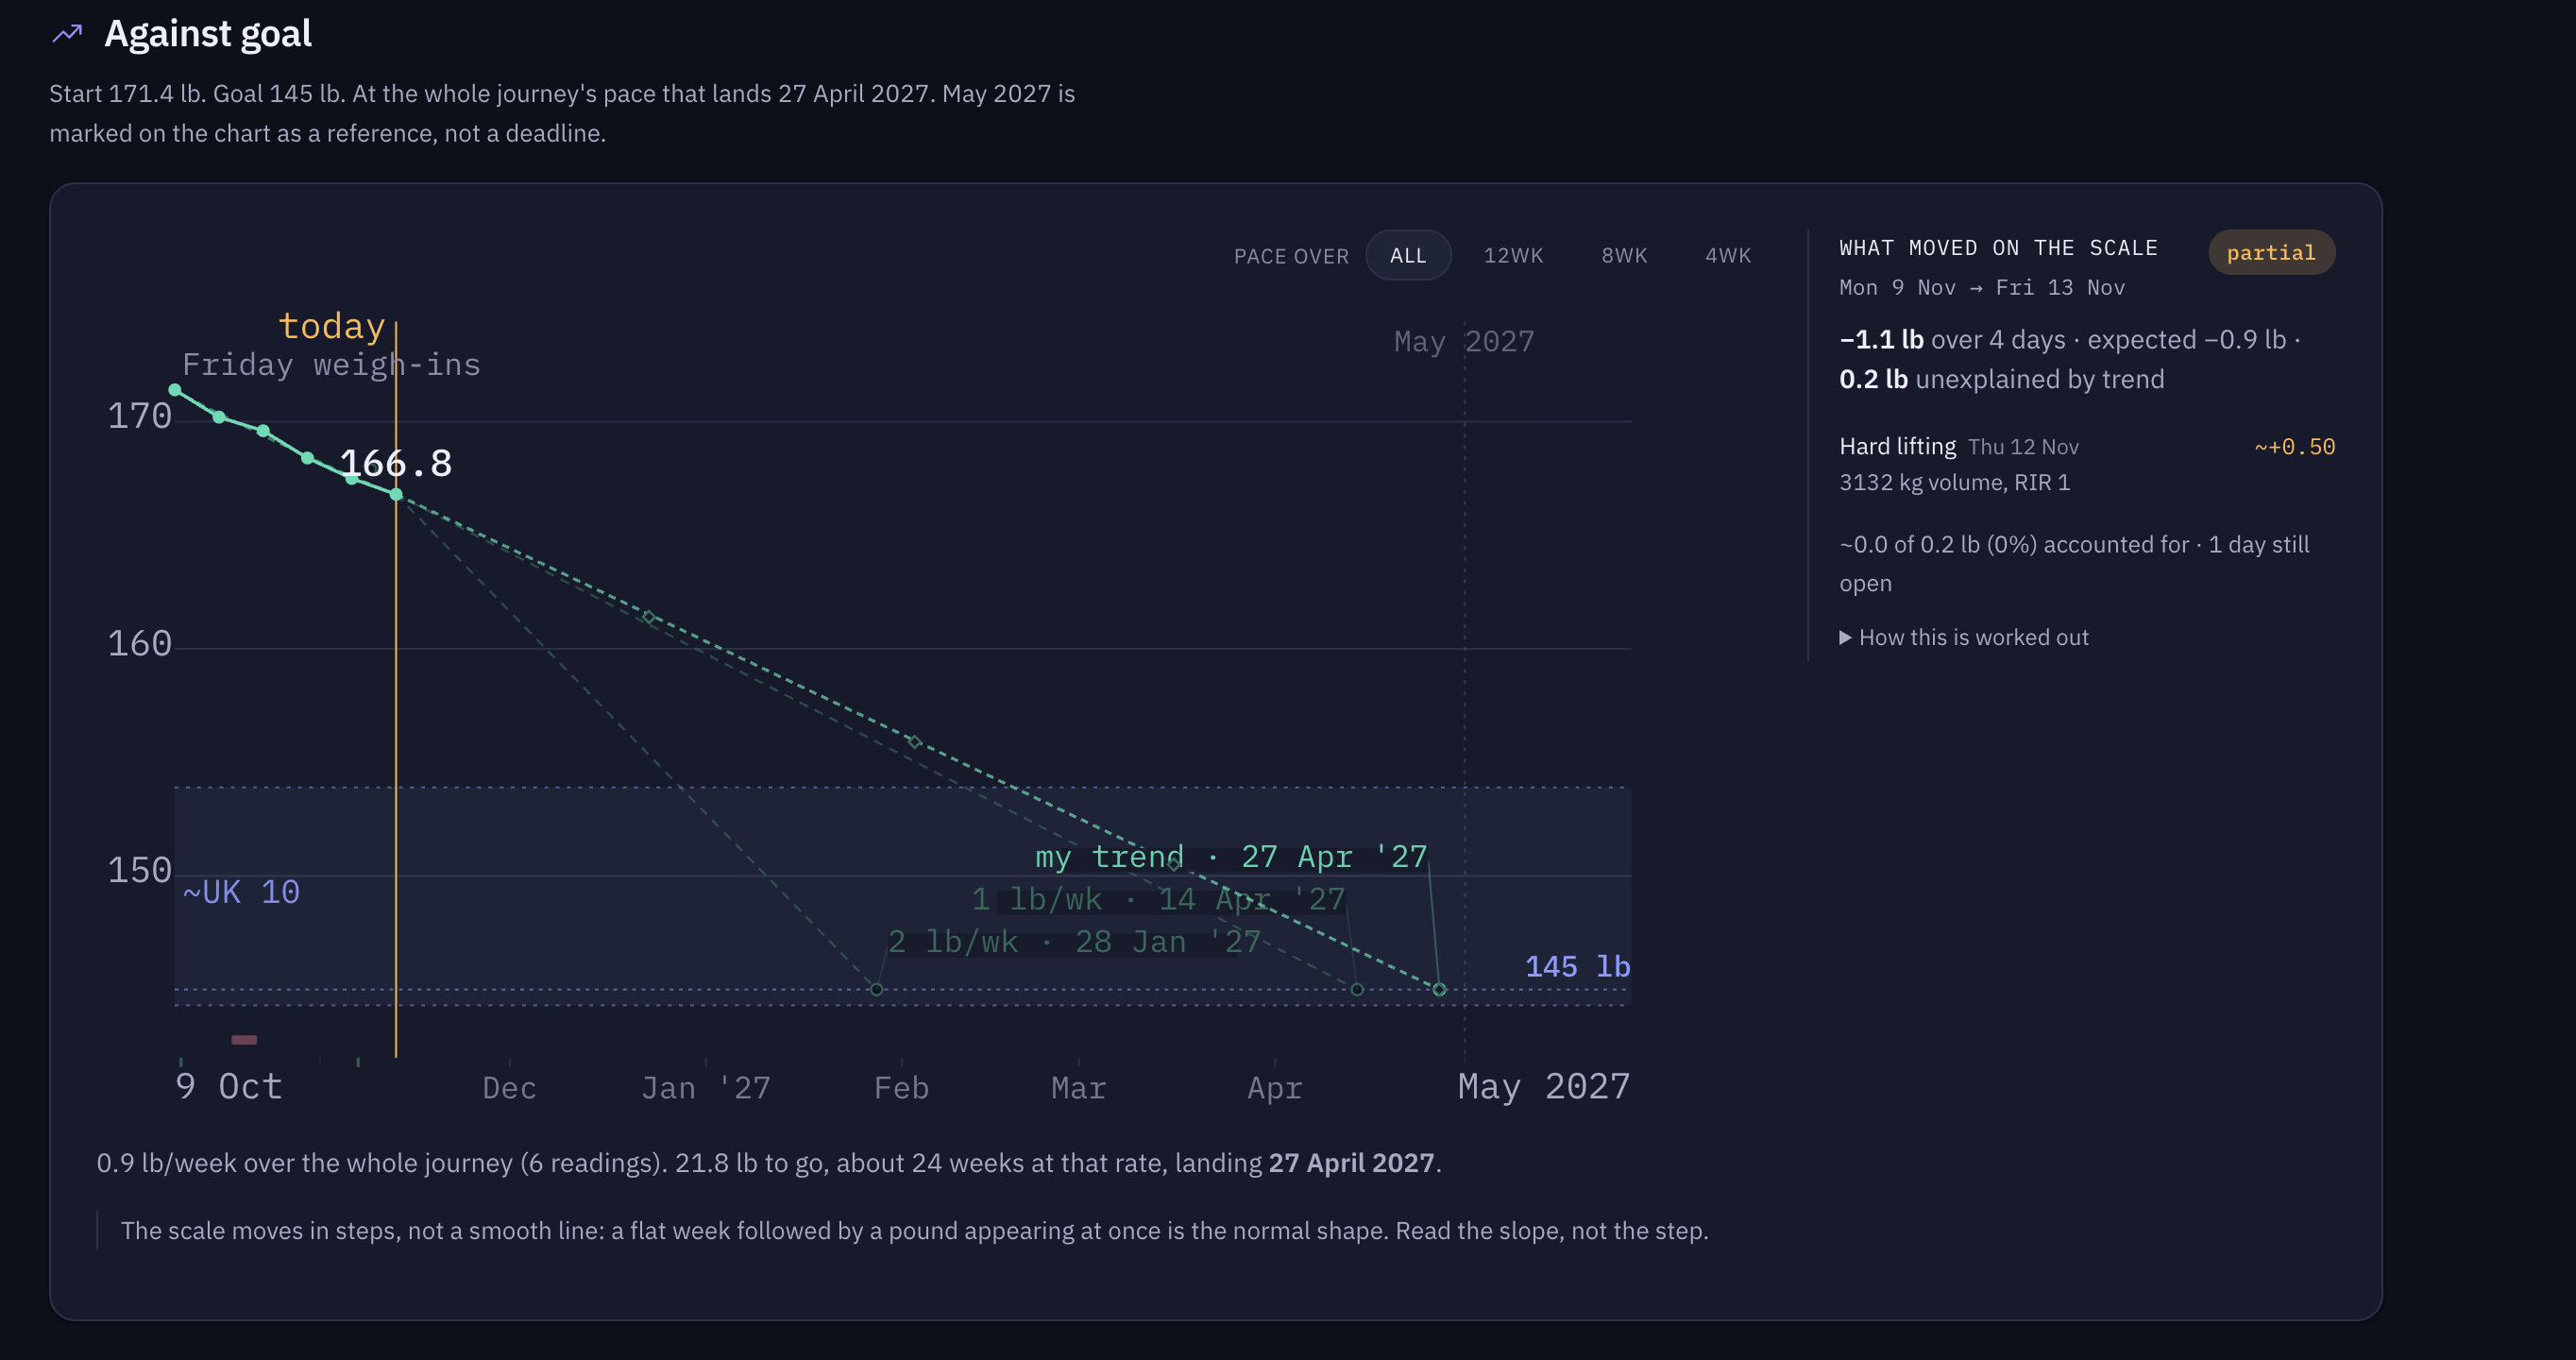 Against goal
Start 171.4 lb. Goal 145 lb. At the whole journey's pace that lands 27 April 2027. May 2027 is
marked on the chart as a reference, not a deadline.
PACE OVER ALL 12WK 8WK 4WK
today
Friday weigh-ins
May 2027
170
166.8
160
150
my trend · 27 Apr '27
~UK 10
1 lb/wk · 14 Apr '27
2 lb/wk · 28 Jan '27
145 lb
9 Oct Dec Jan '27 Feb Mar Apr May 2027
WHAT MOVED ON THE SCALE partial
Mon 9 Nov → Fri 13 Nov
−1.1 lb over 4 days · expected −0.9 lb ·
0.2 lb unexplained by trend
Hard lifting Thu 12 Nov ~+0.50
3132 kg volume, RIR 1
~0.0 of 0.2 lb (0%) accounted for · 1 day still
open
▶ How this is worked out
0.9 lb/week over the whole journey (6 readings). 21.8 lb to go, about 24 weeks at that rate, landing 27 April 2027.
The scale moves in steps, not a smooth line: a flat week followed by a pound appearing at once is the normal shape. Read the slope, not the step.